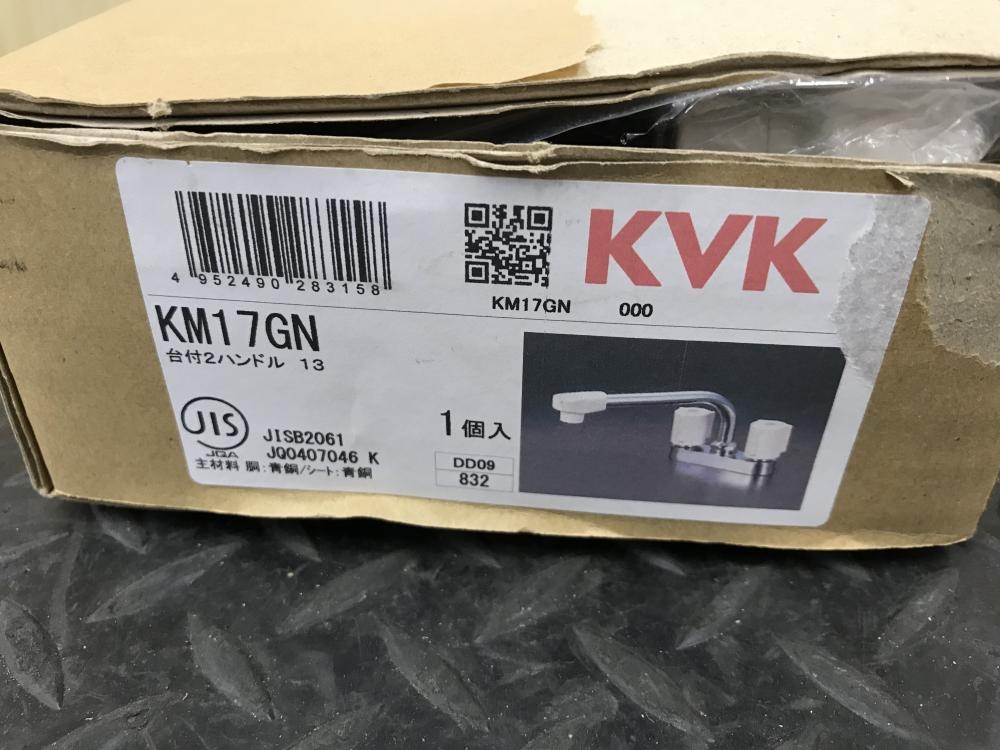 4 952490 283158
KM17GN 000
KVK
KM17GN
台付2ハンドル 13
JIS
JQA
JISB2061
JQ0407046 K
主材料 胴:青銅/シート:青銅
1個入
DD09
832